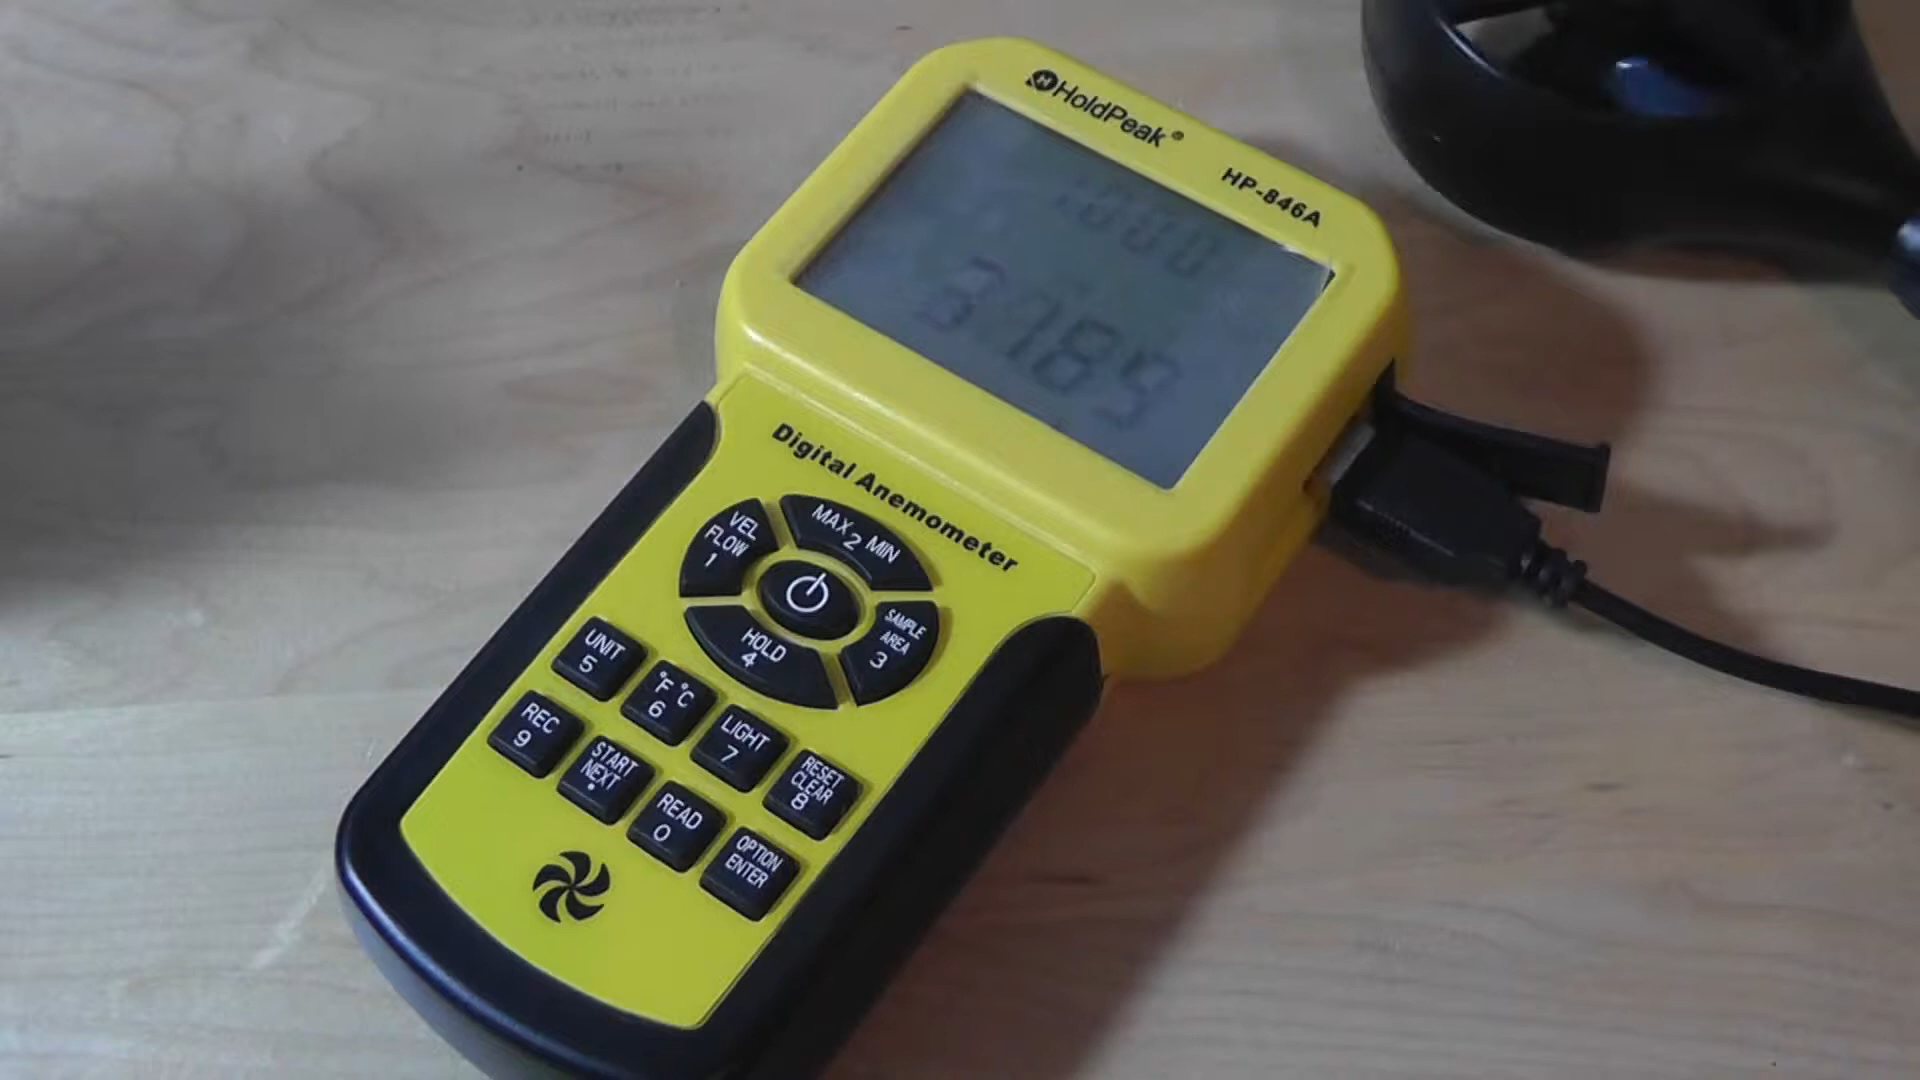 HoldPeak®
HP-846A
3785
Digital Anemometer
VEL
FLOW
1
MAX 2 MIN
SAMPLE
AREA
3
HOLD
4
UNIT
5
°F °C
6
LIGHT
7
RESET
CLEAR
8
REC
9
START
NEXT
•
READ
0
OPTION
ENTER